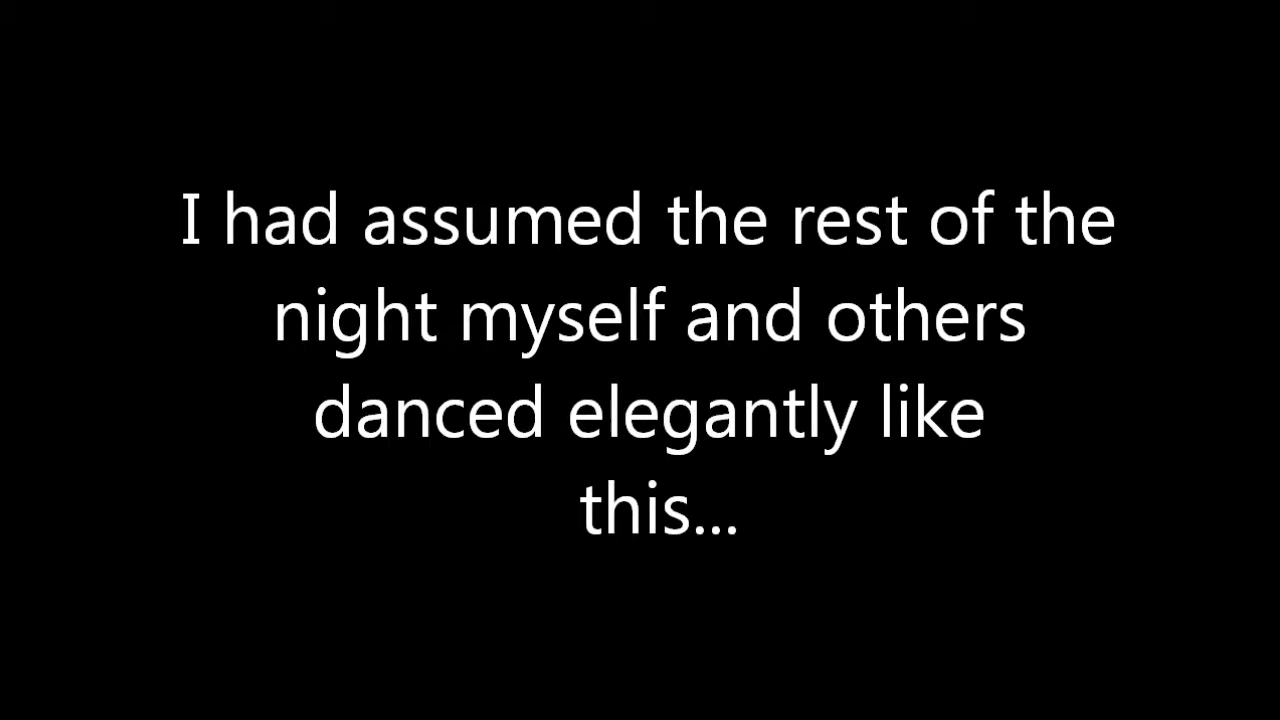 I had assumed the rest of the
night myself and others
danced elegantly like
this...